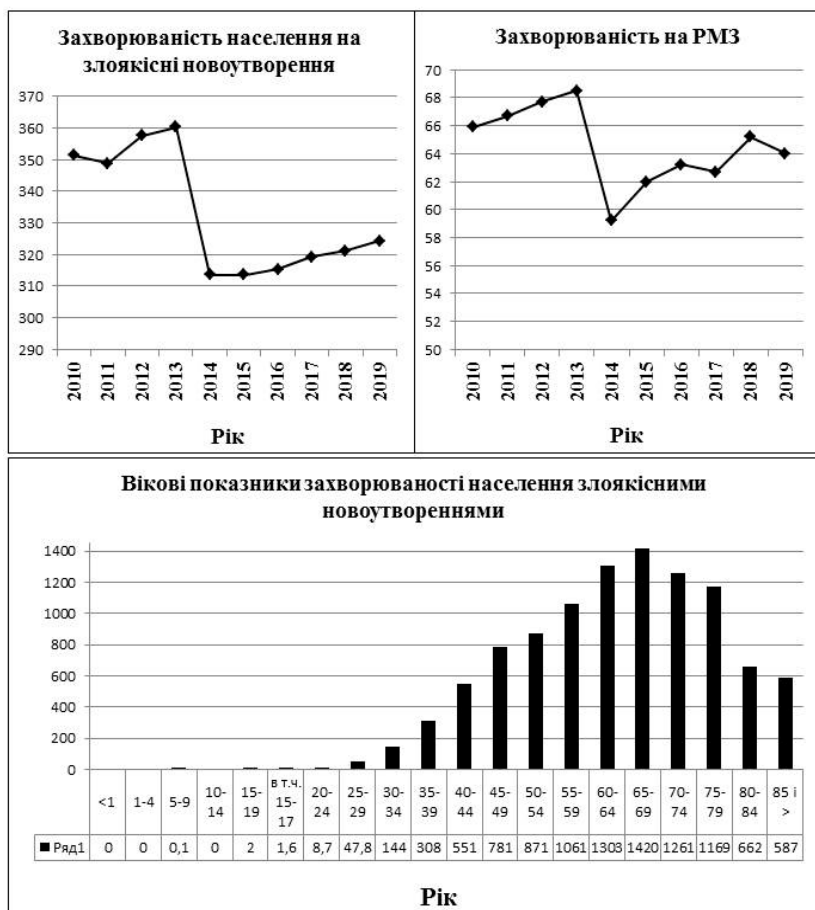 Захворюваність населення на
злоякісні новоутворення
370
360
350
340
330
320
310
300
290
2010 2011 2012 2013 2014 2015 2016 2017 2018 2019
Рік
Захворюваність на РМЗ
70
68
66
64
62
60
58
56
54
52
50
2010 2011 2012 2013 2014 2015 2016 2017 2018 2019
Рік
Вікові показники захворюваності населення злоякісними
новоутвореннями
1400
1200
1000
800
600
400
200
0
<1 1-4 5-9 10-14 15-19 в т.ч. 15-17 20-24 25-29 30-34 35-39 40-44 45-49 50-54 55-59 60-64 65-69 70-74 75-79 80-84 85 і >
Ряд1 0 0 0,1 0 2 1,6 8,7 47,8 144 308 551 781 871 1061 1303 1420 1261 1169 662 587
Рік